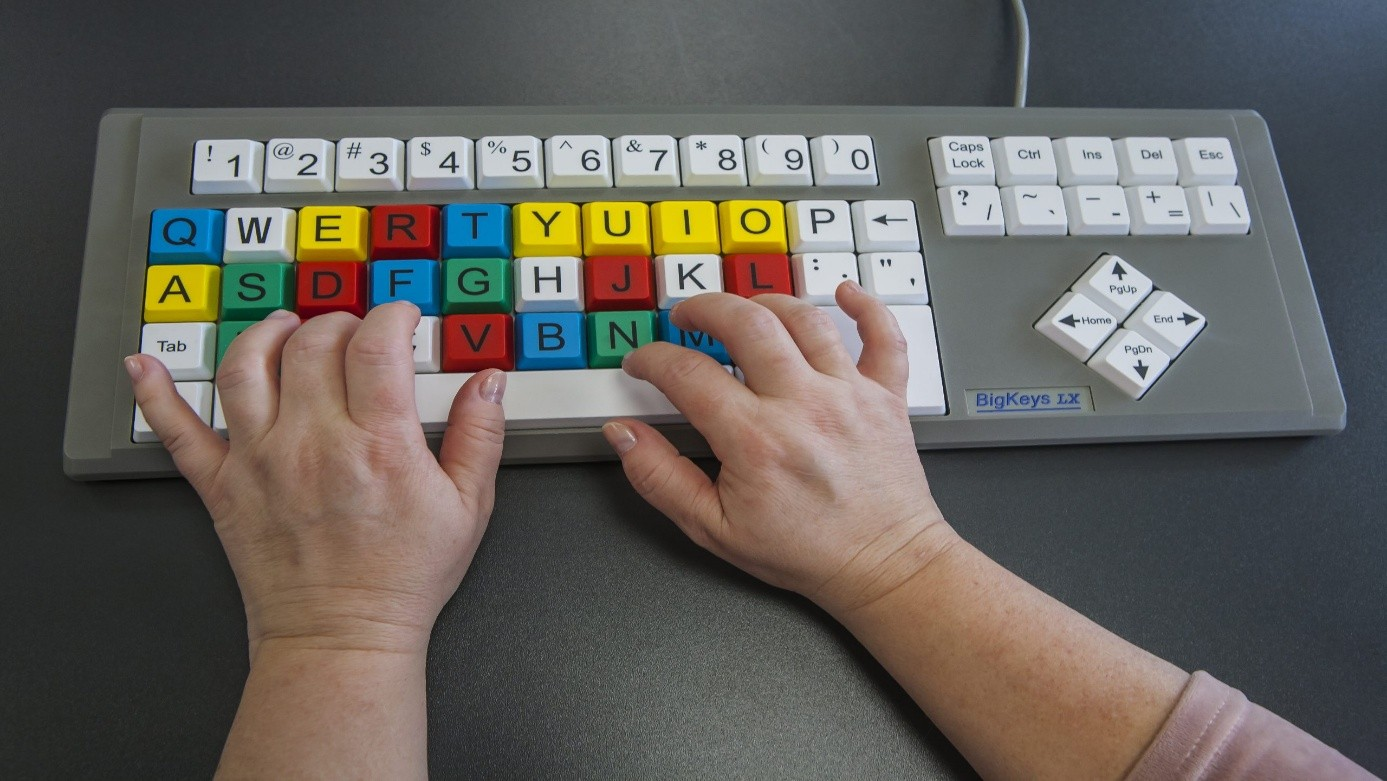 ! 1 @ 2 # 3 $ 4 % 5 ^ 6 & 7 * 8 ( 9 ) 0
Caps Lock Ctrl Ins Del Esc
? / ~ ` _ - + = | \
Q W E R T Y U I O P ←
A S D F G H J K L : ; " '
Tab V B N M
↑ PgUp
← Home End →
PgDn ↓
BigKeys LX